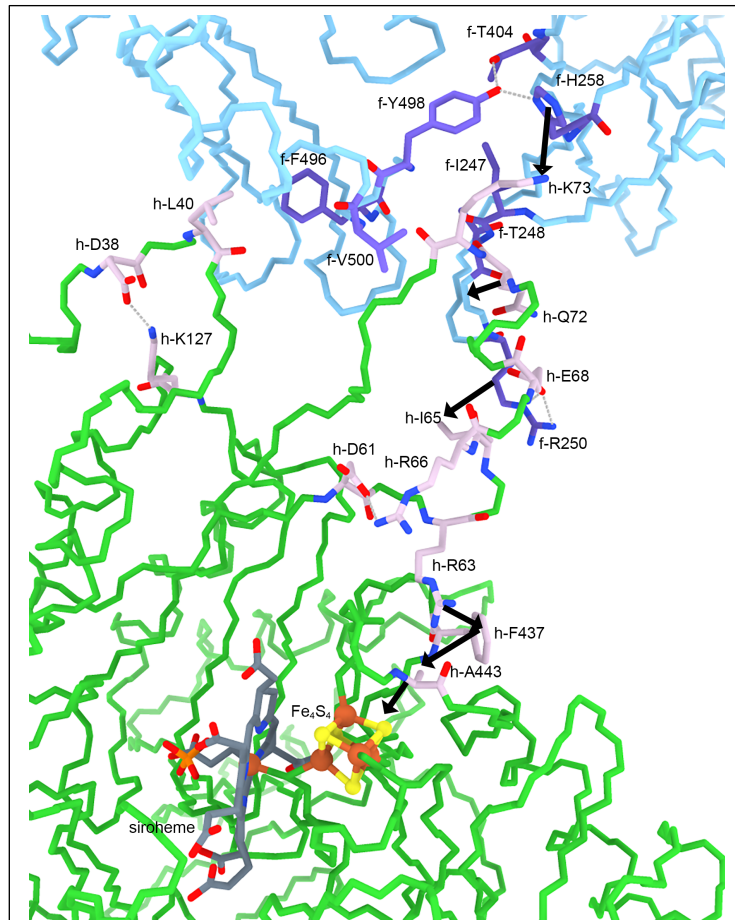 f-T404
f-H258
f-Y498
f-I247
f-F496
h-K73
h-L40
f-T248
h-D38
f-V500
h-Q72
h-K127
h-E68
h-I65
f-R250
h-D61
h-R66
h-R63
h-F437
h-A443
Fe₄S₄
siroheme